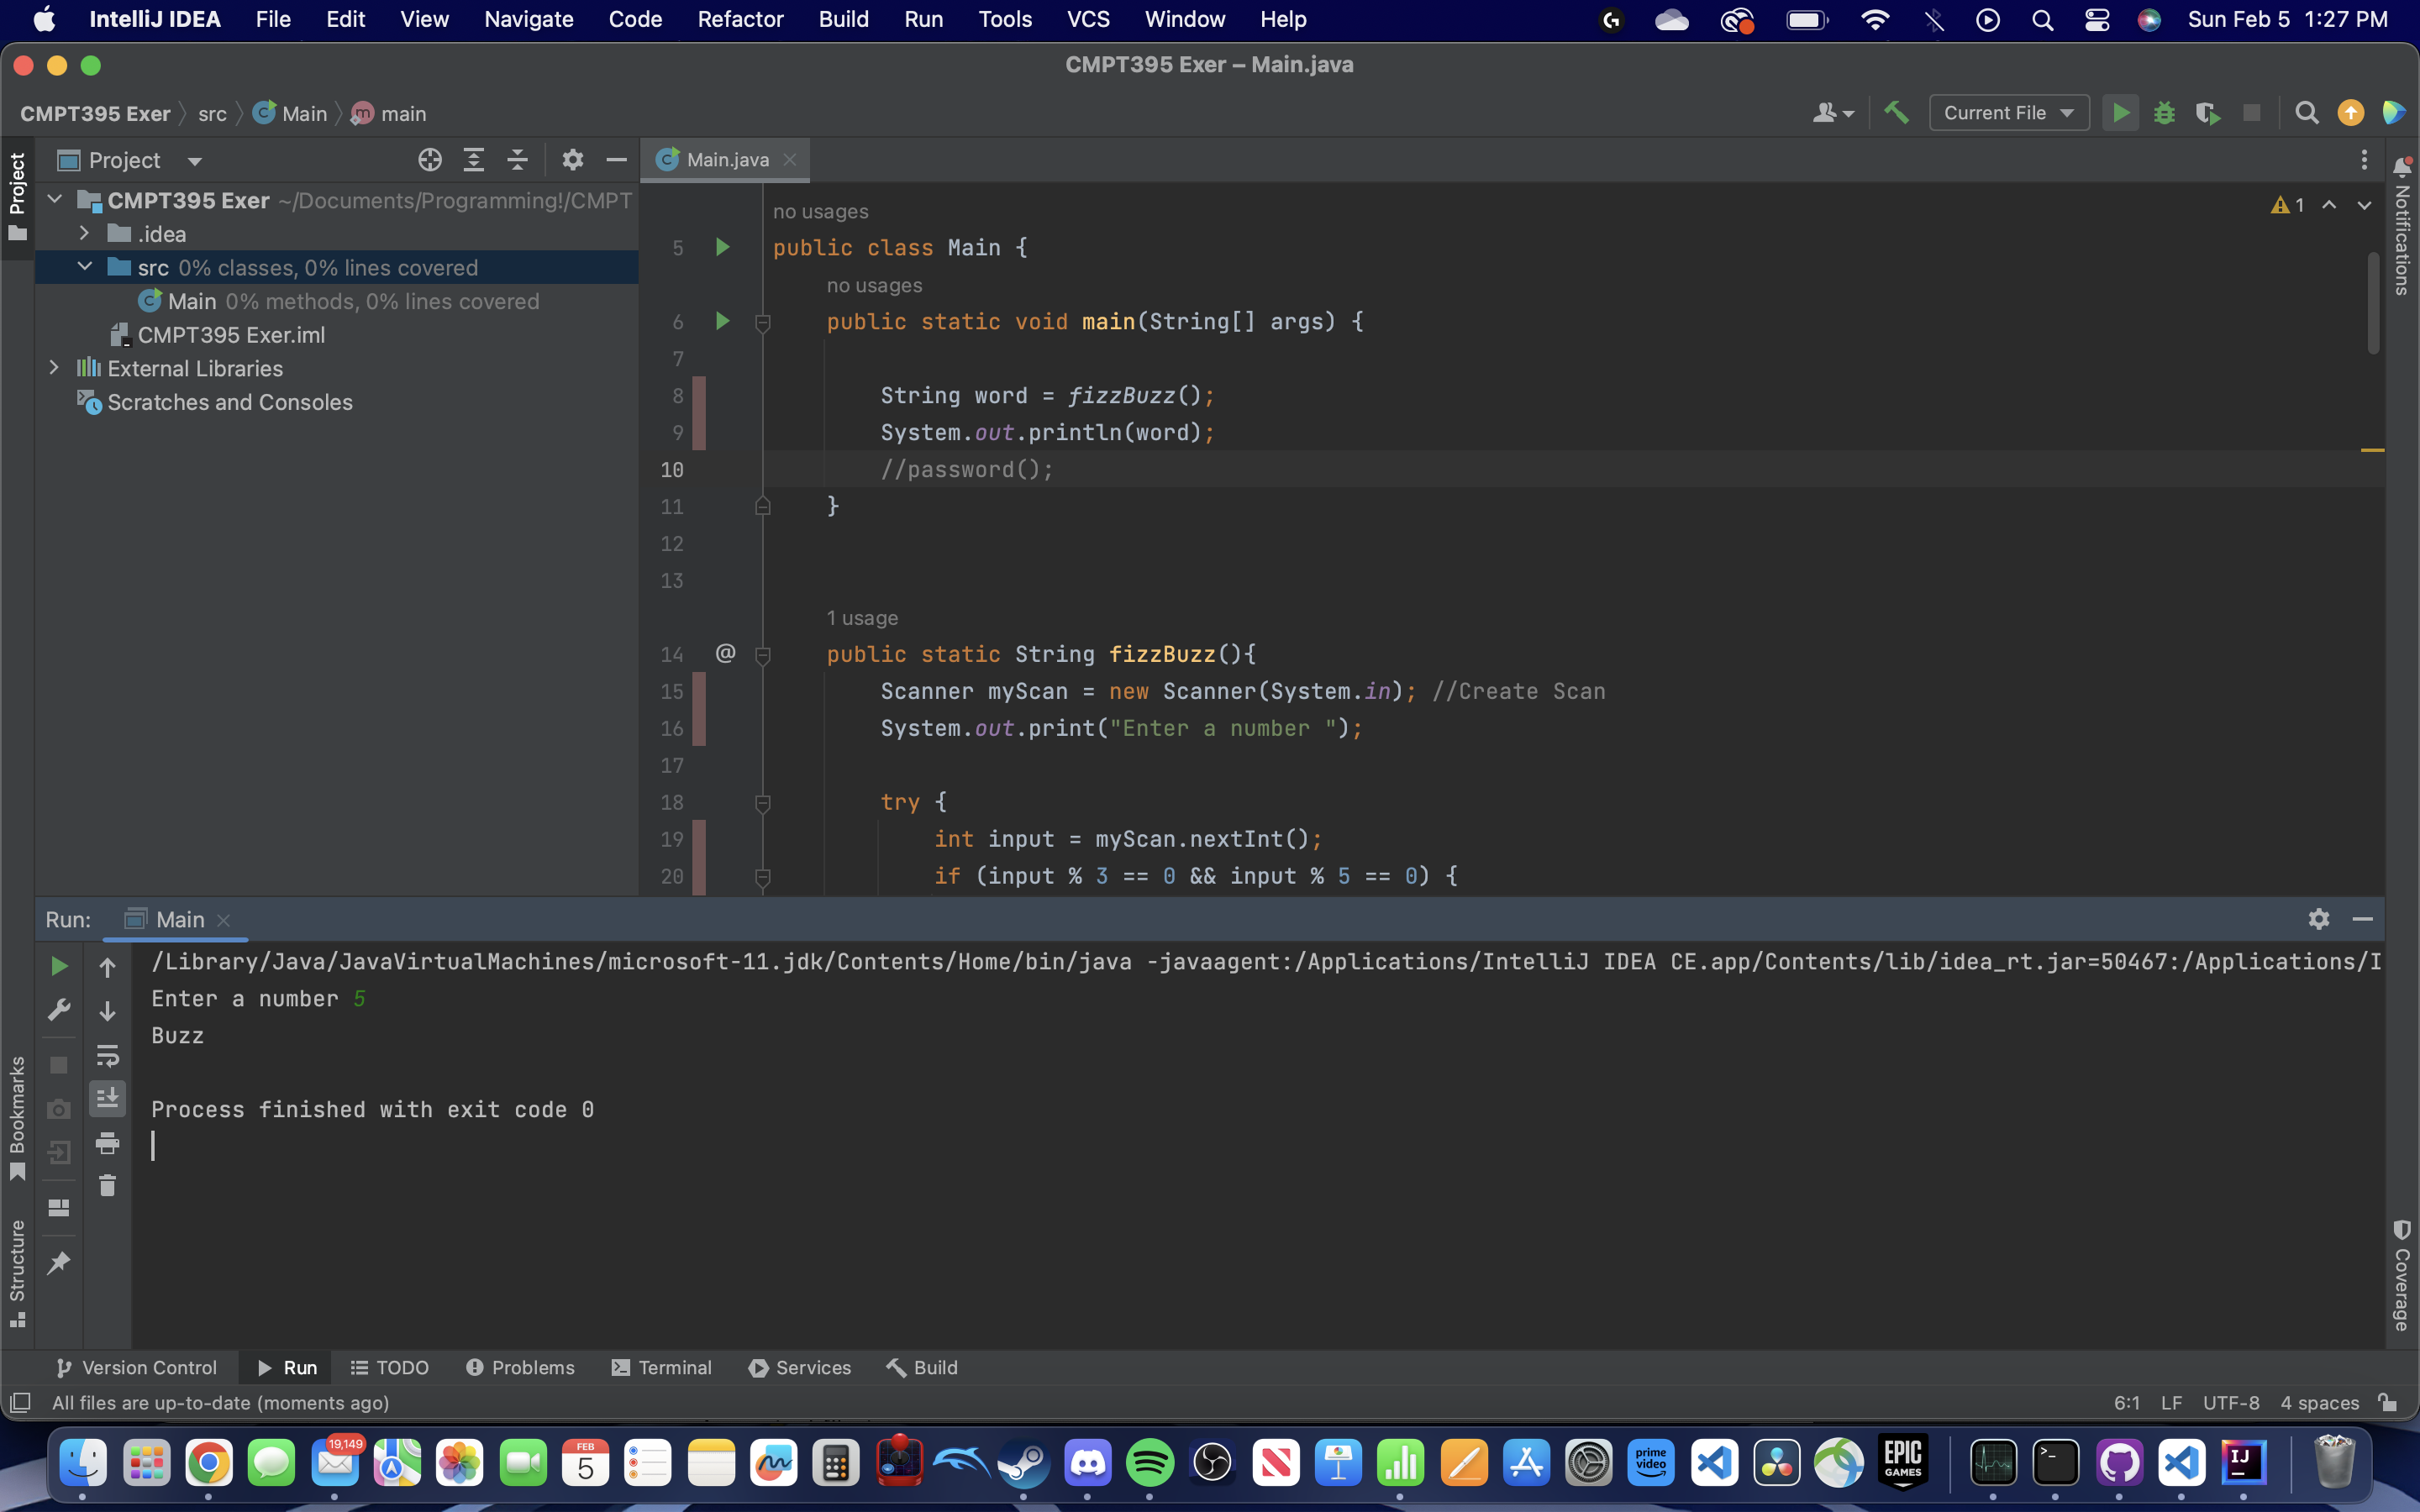 IntelliJ IDEA File Edit View Navigate Code Refactor Build Run Tools VCS Window Help Sun Feb 5 1:27 PM
CMPT395 Exer – Main.java
CMPT395 Exer src Main main Current File
Project
Project
Main.java
Notifications
CMPT395 Exer ~/Documents/Programming!/CMPT
.idea
src 0% classes, 0% lines covered
Main 0% methods, 0% lines covered
CMPT395 Exer.iml
External Libraries
Scratches and Consoles
1
no usages
5 public class Main {
no usages
6 public static void main(String[] args) {
7
8 String word = fizzBuzz();
9 System.out.println(word);
10 //password();
11 }
12
13
1 usage
14 @ public static String fizzBuzz(){
15 Scanner myScan = new Scanner(System.in); //Create Scan
16 System.out.print("Enter a number ");
17
18 try {
19 int input = myScan.nextInt();
20 if (input % 3 == 0 && input % 5 == 0) {
Run: Main
/Library/Java/JavaVirtualMachines/microsoft-11.jdk/Contents/Home/bin/java -javaagent:/Applications/IntelliJ IDEA CE.app/Contents/lib/idea_rt.jar=50467:/Applications/I
Enter a number 5
Buzz
Process finished with exit code 0
Bookmarks
Structure
Coverage
Version Control Run TODO Problems Terminal Services Build
All files are up-to-date (moments ago) 6:1 LF UTF-8 4 spaces
19,149
FEB
5
prime
video
EPIC
GAMES
IJ